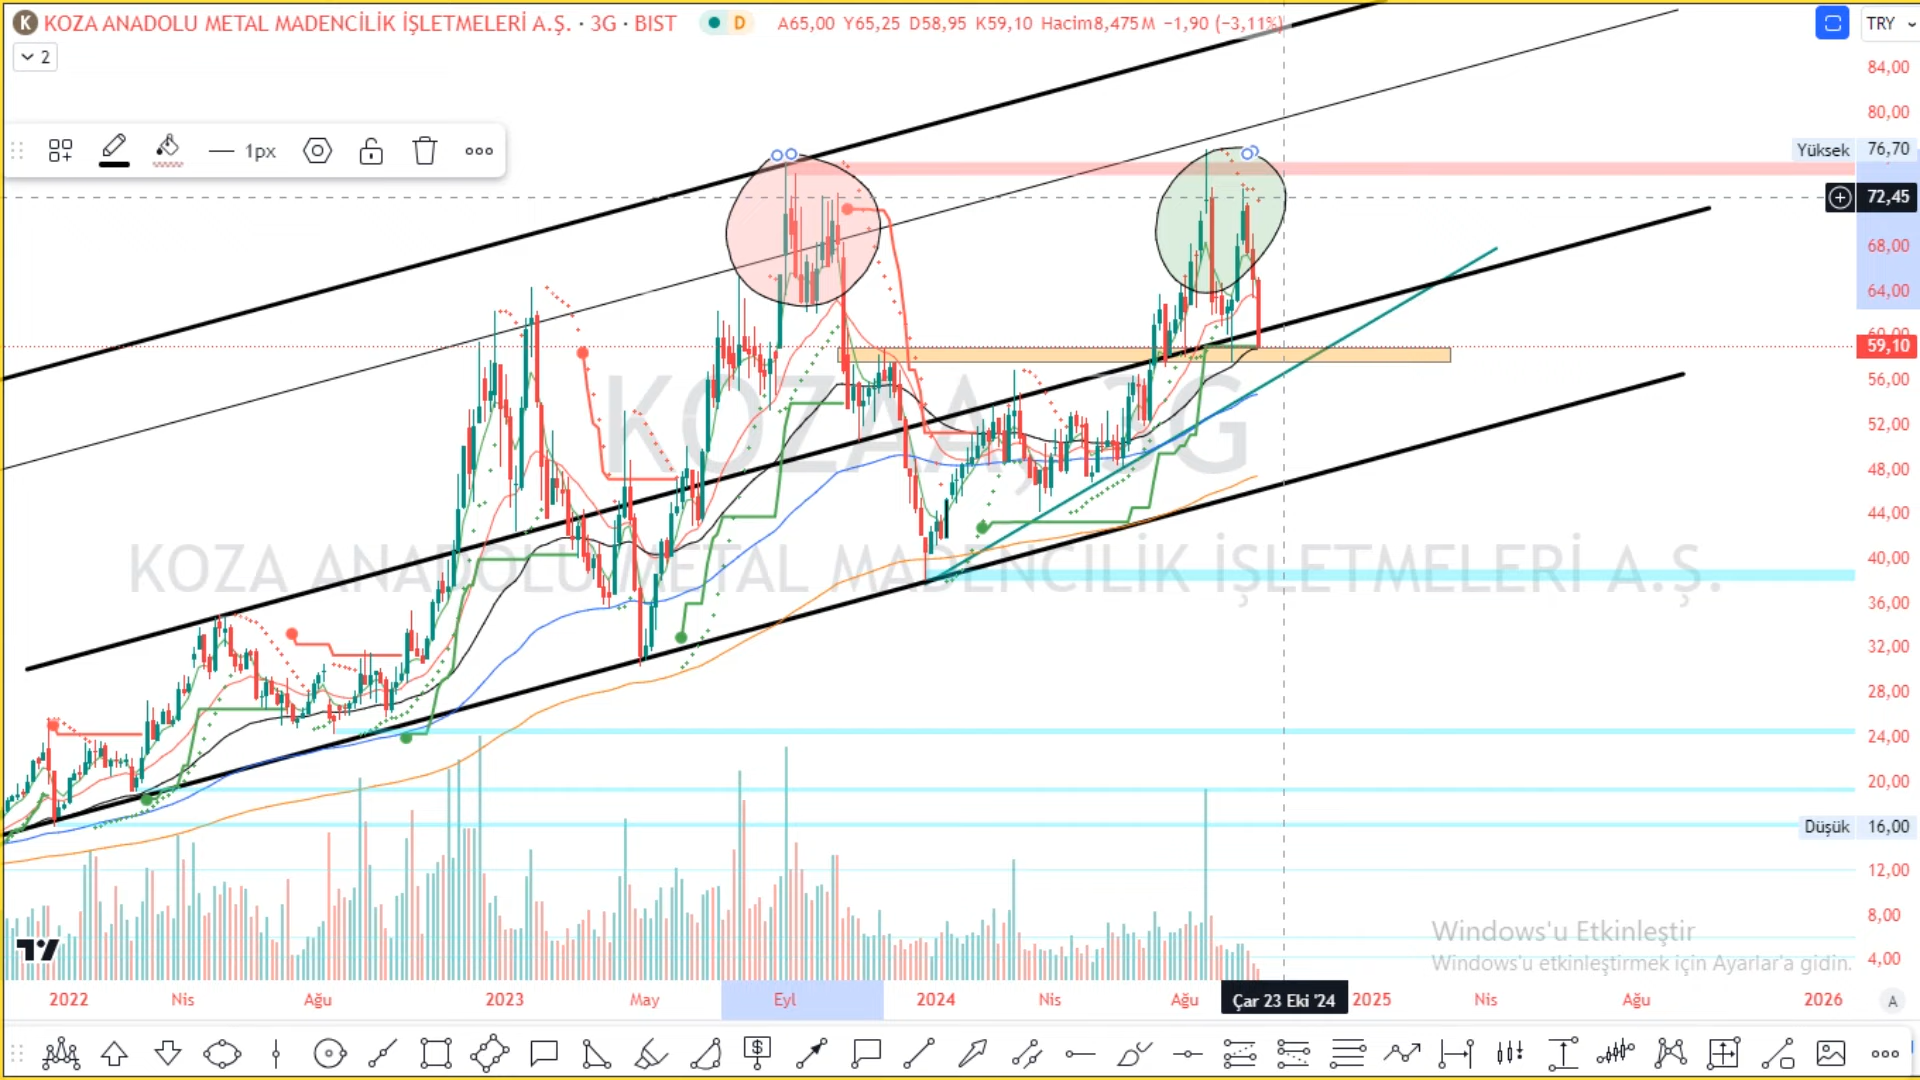 K KOZA ANADOLU METAL MADENCİLİK İŞLETMELERİ A.Ş. · 3G · BIST D A65,00 Y65,25 D58,95 K59,10 Hacim8,475M −1,90 (−3,11%) TRY
2
84,00
80,00
1px
Yüksek 76,70
72,45
68,00
64,00
60,00
59,10
56,00
KOZAA, 3G
52,00
48,00
44,00
KOZA ANADOLU METAL MADENCİLİK İŞLETMELERİ A.Ş.
40,00
36,00
32,00
28,00
24,00
20,00
Düşük 16,00
12,00
8,00
Windows'u Etkinleştir
Windows'u etkinleştirmek için Ayarlar'a gidin.
4,00
2022 Nis Ağu 2023 May Eyl 2024 Nis Ağu Çar 23 Eki '24 2025 Nis Ağu 2026 A